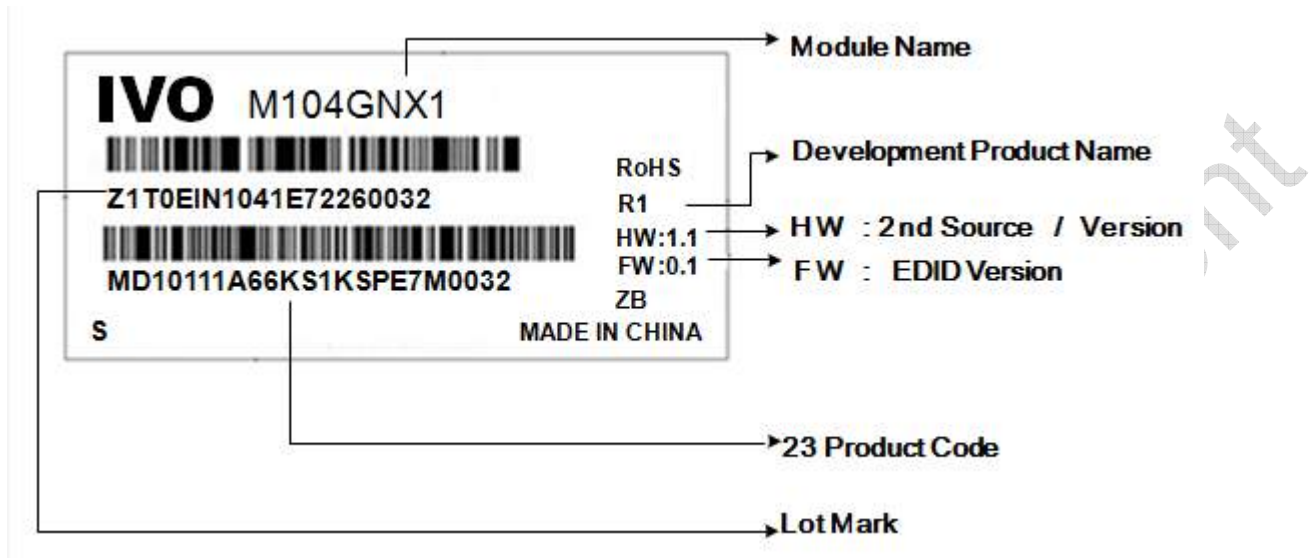 Module Name
IVO M104GNX1
Development Product Name
RoHS
Z1T0EIN1041E72260032
R1
HW:1.1
HW : 2nd Source / Version
FW:0.1
FW : EDID Version
MD10111A66KS1KSPE7M0032
ZB
S
MADE IN CHINA
23 Product Code
Lot Mark